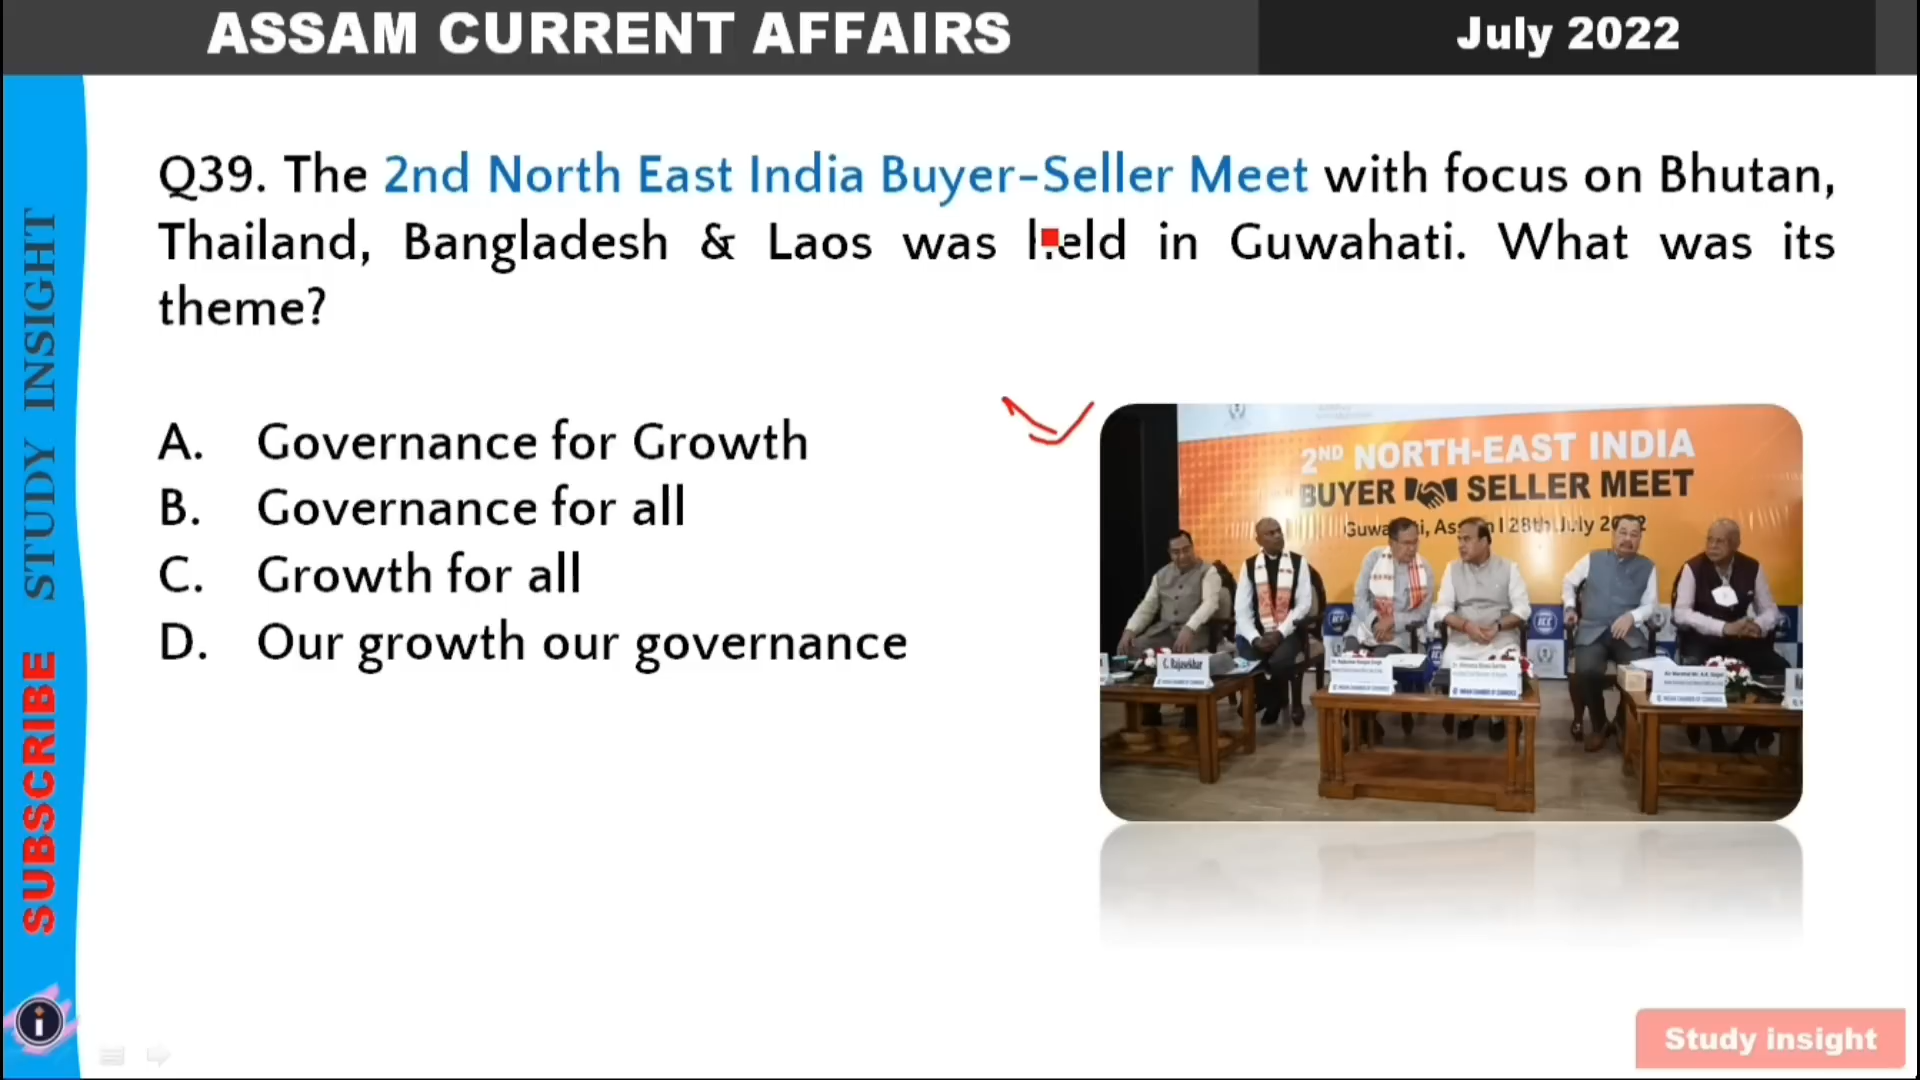 ASSAM CURRENT AFFAIRS
July 2022
Q39. The 2nd North East India Buyer-Seller Meet with focus on Bhutan,
Thailand, Bangladesh & Laos was held in Guwahati. What was its
theme?
A. Governance for Growth
B. Governance for all
C. Growth for all
D. Our growth our governance
2ND NORTH-EAST INDIA
BUYER SELLER MEET
Guwahati, Assam | 28th July 2022
C. Rajasekhar
ICC
SUBSCRIBE STUDY INSIGHT
Study insight